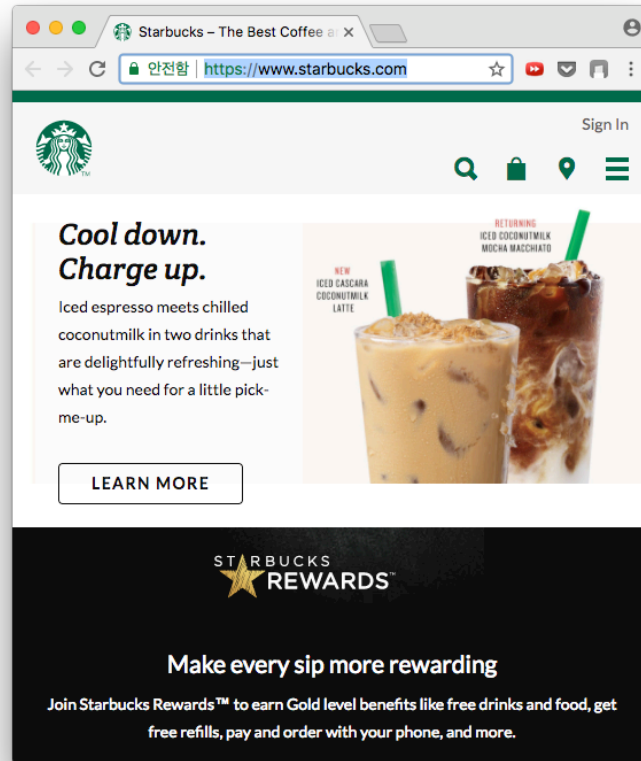 Starbucks – The Best Coffee a
안전함 https://www.starbucks.com
Sign In
Cool down.
Charge up.
Iced espresso meets chilled
coconutmilk in two drinks that
are delightfully refreshing—just
what you need for a little pick-
me-up.
LEARN MORE
NEW
ICED CASCARA
COCONUTMILK
LATTE
RETURNING
ICED COCONUTMILK
MOCHA MACCHIATO
STARBUCKS
REWARDS™
Make every sip more rewarding
Join Starbucks Rewards™ to earn Gold level benefits like free drinks and food, get
free refills, pay and order with your phone, and more.